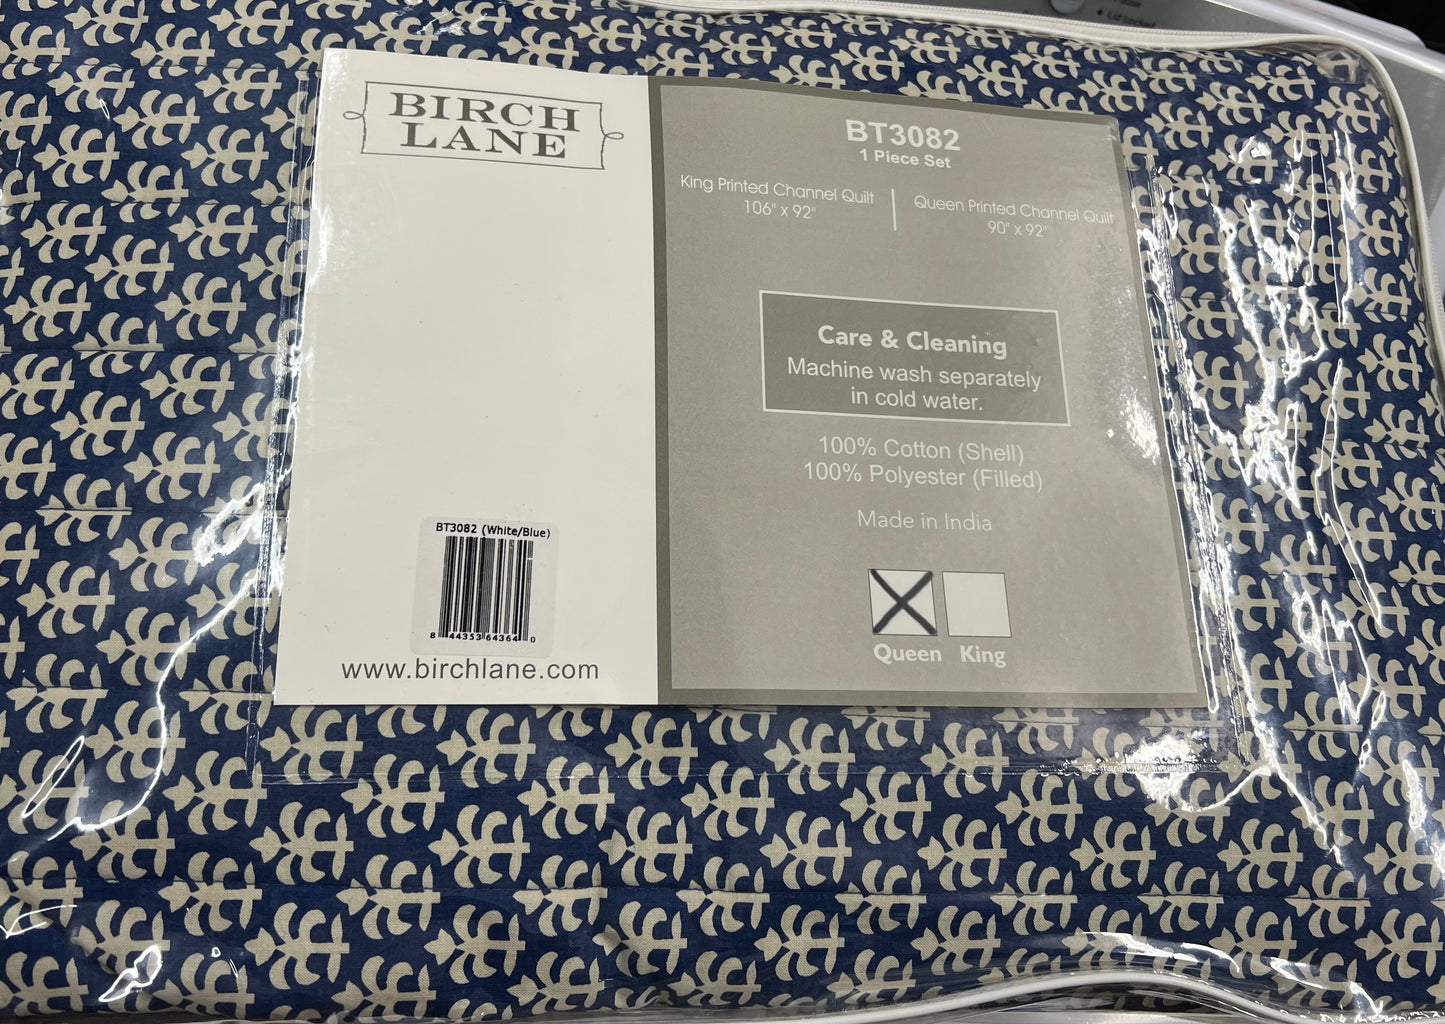 BIRCH
LANE
BT3082
1 Piece Set
King Printed Channel Quilt
106" x 92"
Queen Printed Channel Quilt
90" x 92"
Care & Cleaning
Machine wash separately
in cold water.
100% Cotton (Shell)
100% Polyester (Filled)
Made in India
Queen King
BT3082 (White/Blue)
8 44353 64364 0
www.birchlane.com